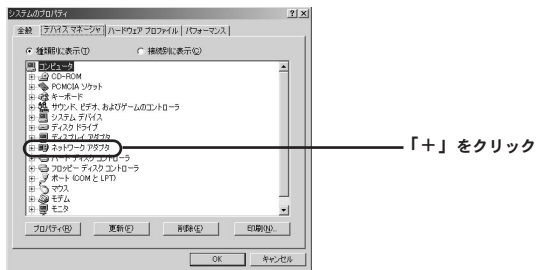 システムのプロパティ
全般 デバイス マネージャ ハードウェア プロファイル パフォーマンス
種類別に表示(T) 接続別に表示(C)
コンピュータ
CD-ROM
PCMCIA ソケット
キーボード
サウンド、ビデオ、およびゲームのコントローラ
システム デバイス
ディスク ドライブ
ディスプレイ アダプタ
ネットワーク アダプタ
「＋」をクリック
ハード ディスク コントローラ
フロッピー ディスク コントローラ
ポート (COM と LPT)
マウス
モデム
モニタ
プロパティ(R) 更新(F) 削除(E) 印刷(N)...
OK キャンセル